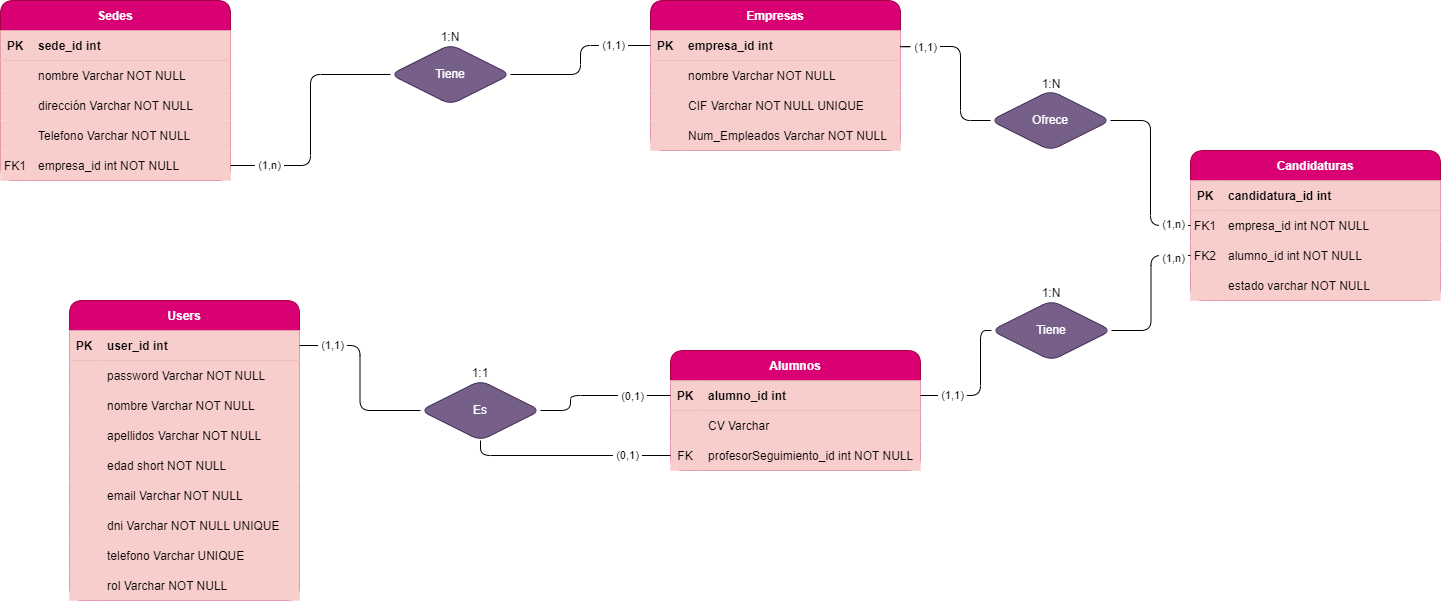 Sedes
PK sede_id int
nombre Varchar NOT NULL
dirección Varchar NOT NULL
Telefono Varchar NOT NULL
FK1 empresa_id int NOT NULL
(1,n)
1:N
Tiene
(1,1)
Empresas
PK empresa_id int
nombre Varchar NOT NULL
CIF Varchar NOT NULL UNIQUE
Num_Empleados Varchar NOT NULL
(1,1)
1:N
Ofrece
(1,n)
Candidaturas
PK candidatura_id int
FK1 empresa_id int NOT NULL
FK2 alumno_id int NOT NULL
estado varchar NOT NULL
(1,n)
1:N
Tiene
(1,1)
Users
PK user_id int
password Varchar NOT NULL
nombre Varchar NOT NULL
apellidos Varchar NOT NULL
edad short NOT NULL
email Varchar NOT NULL
dni Varchar NOT NULL UNIQUE
telefono Varchar UNIQUE
rol Varchar NOT NULL
(1,1)
1:1
Es
(0,1)
(0,1)
Alumnos
PK alumno_id int
CV Varchar
FK profesorSeguimiento_id int NOT NULL